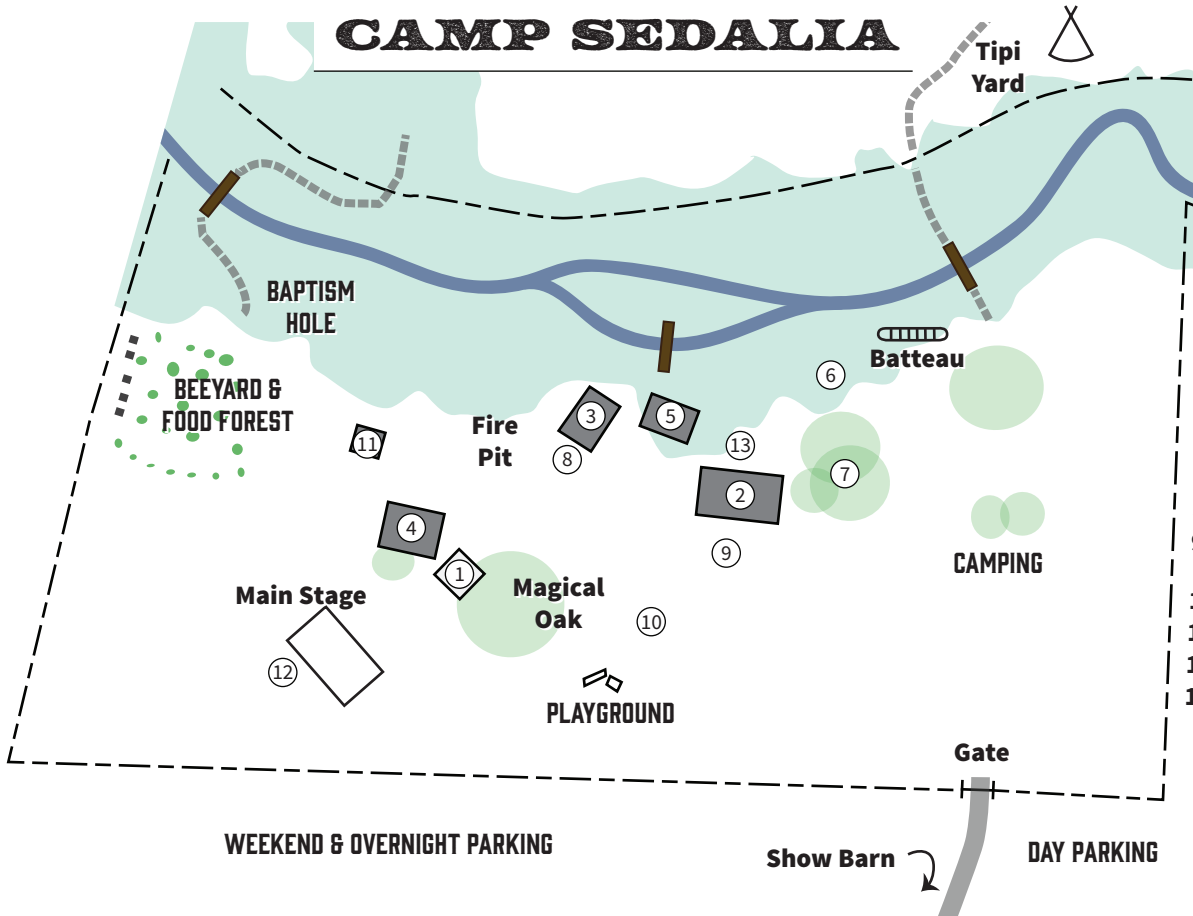 CAMP SEDALIA
Tipi
Yard
BAPTISM
HOLE
Batteau
6
BEEYARD &
FOOD FOREST
3
5
Fire
Pit
11
8
13
7
2
4
9
CAMPING
1
Magical
Oak
Main Stage
10
12
PLAYGROUND
Gate
WEEKEND & OVERNIGHT PARKING
Show Barn
DAY PARKING